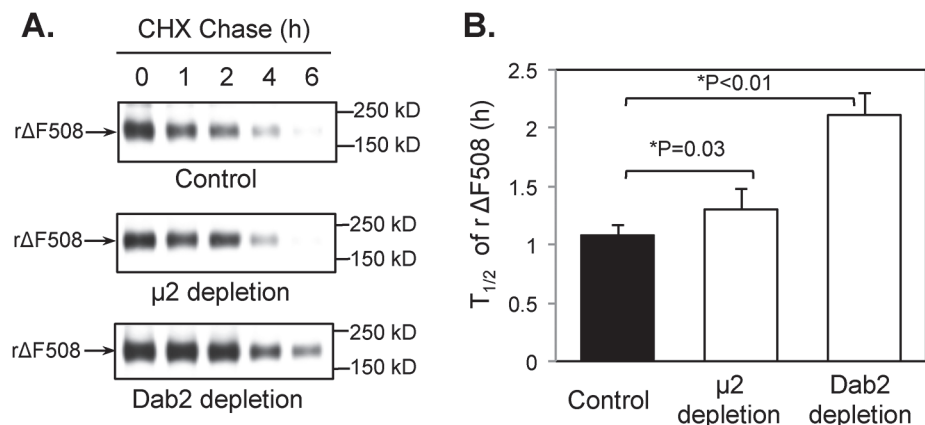 A.
CHX Chase (h)
0 1 2 4 6
rΔF508
250 kD
150 kD
Control
rΔF508
250 kD
150 kD
µ2 depletion
rΔF508
250 kD
150 kD
Dab2 depletion
B.
T1/2 of r ΔF508 (h)
2.5
2
1.5
1
0.5
0
*P<0.01
*P=0.03
Control
µ2 depletion
Dab2 depletion